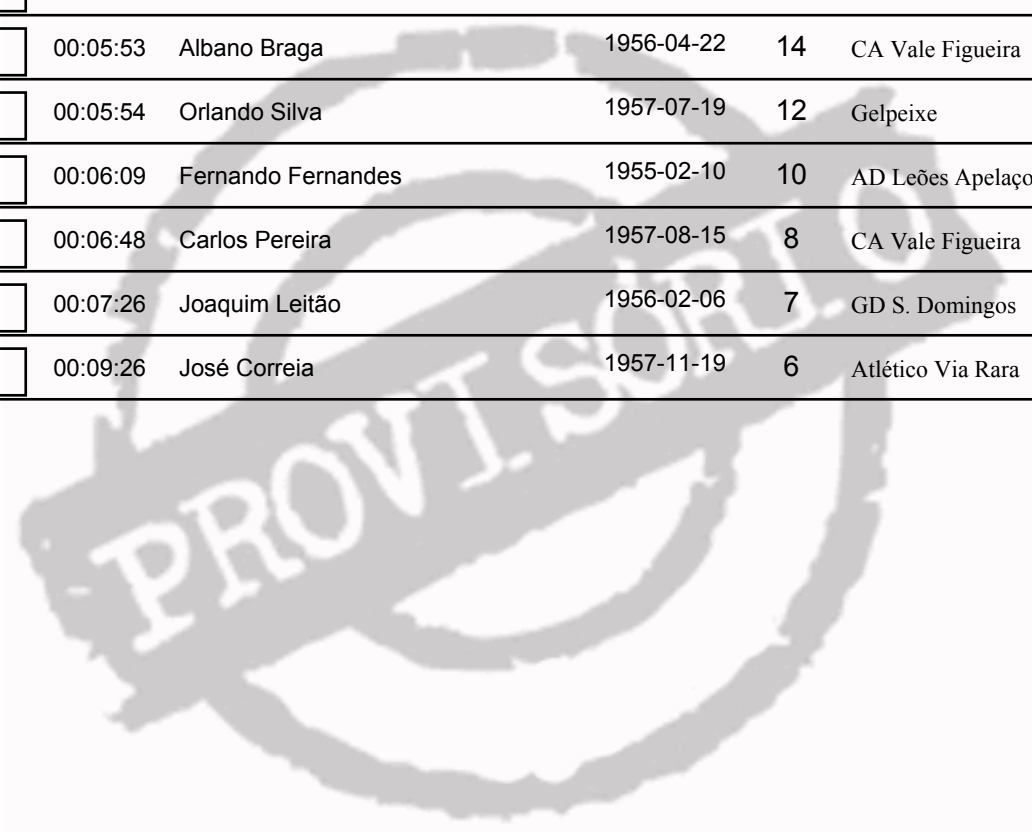 00:05:53 Albano Braga 1956-04-22 14 CA Vale Figueira
00:05:54 Orlando Silva 1957-07-19 12 Gelpeixe
00:06:09 Fernando Fernandes 1955-02-10 10 AD Leões Apelaço
00:06:48 Carlos Pereira 1957-08-15 8 CA Vale Figueira
00:07:26 Joaquim Leitão 1956-02-06 7 GD S. Domingos
00:09:26 José Correia 1957-11-19 6 Atlético Via Rara
PROVISÓRIO